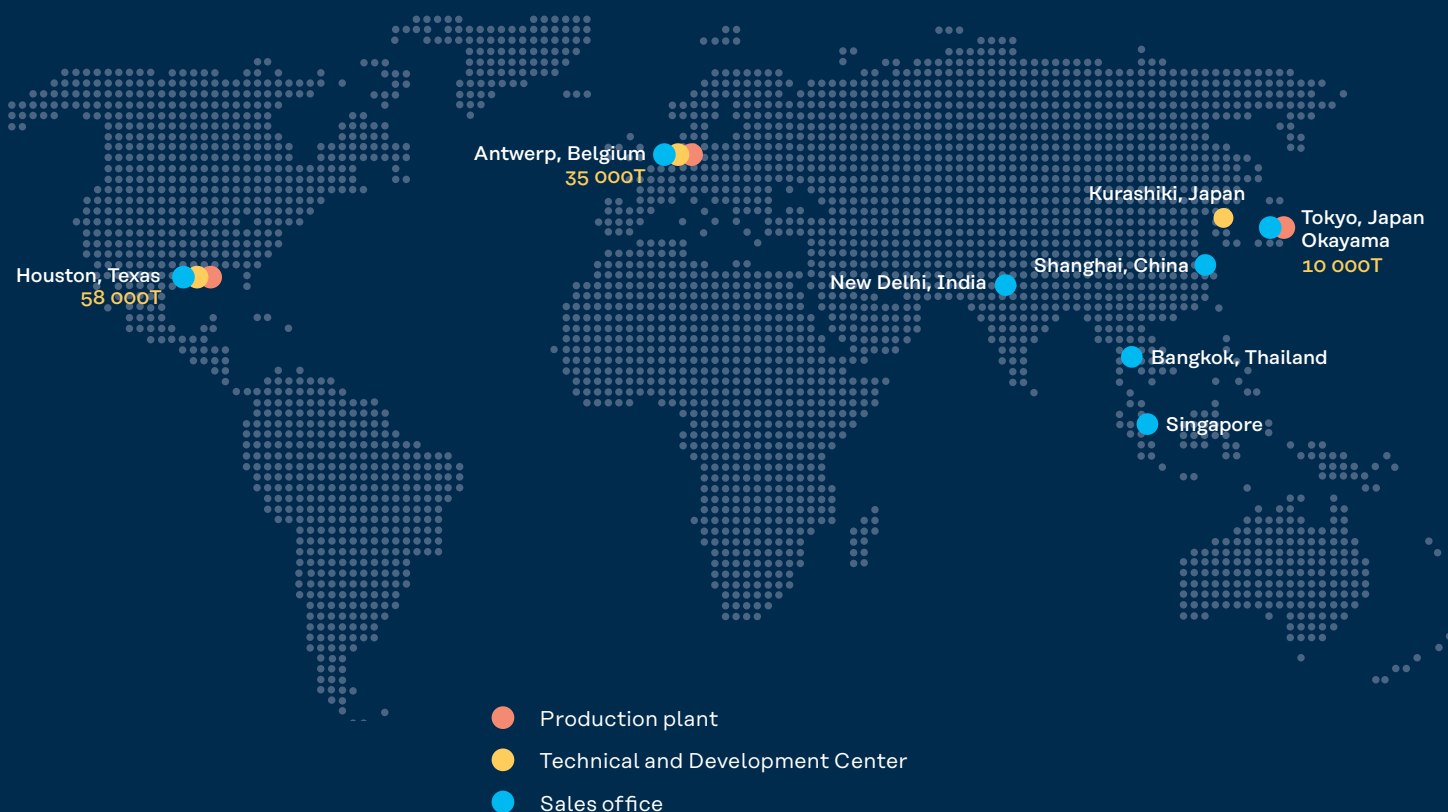 Antwerp, Belgium
35 000T
Kurashiki, Japan
Tokyo, Japan
Okayama
10 000T
Shanghai, China
New Delhi, India
Houston, Texas
58 000T
Bangkok, Thailand
Singapore
Production plant
Technical and Development Center
Sales office